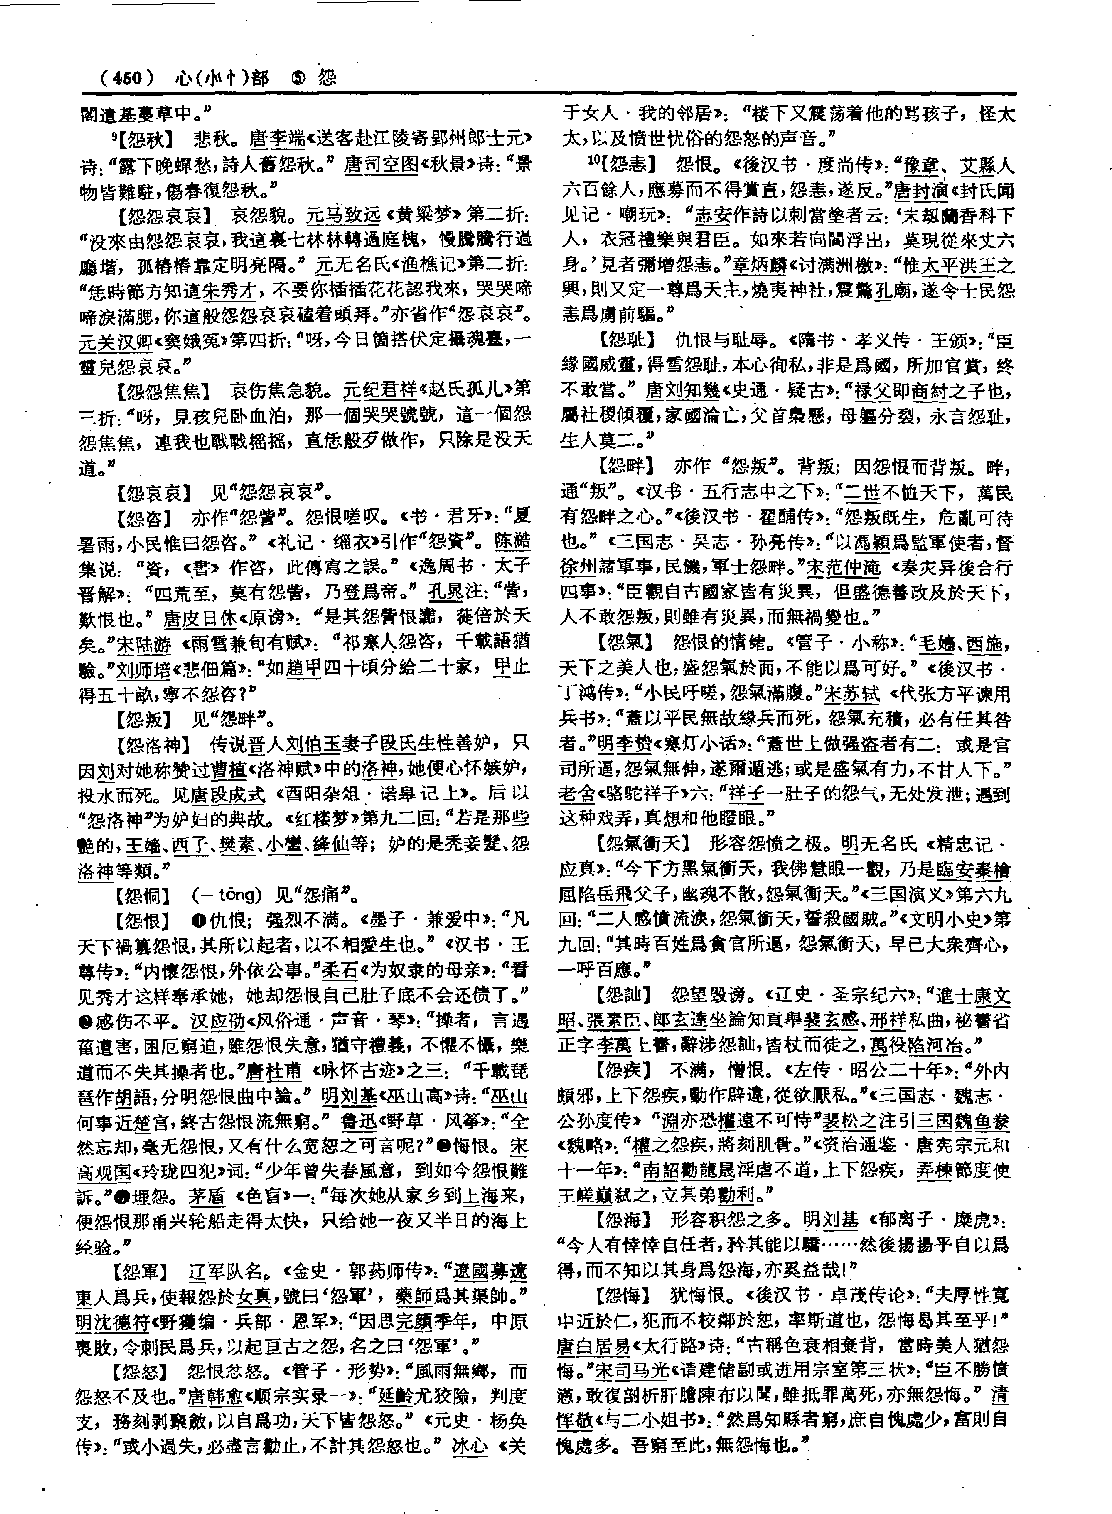 (450) 心(小忄)部 ⑤ 怨
閣遺基蔓草中。”
⁹【怨秋】 悲秋。唐李端《送客赴江陵寄郢州郎士元》
诗：“露下晚蟬愁，詩人舊怨秋。”唐司空图《秋景》诗：“景
物皆難駐，傷春復怨秋。”
【怨怨哀哀】 哀怨貌。元马致远《黄粱梦》第二折：
“没來由怨怨哀哀，我道裏七林林轉過庭槐，慢騰騰行過
廳堦，孤樁樁靠定明亮隔。”元无名氏《渔樵记》第二折：
“恁時節方知道朱秀才，不要你插插花花認我來，哭哭啼
啼淚滿腮，你這般怨怨哀哀磕着頭拜。”亦省作“怨哀哀”。
元关汉卿《窦娥冤》第四折：“呀，今日箇搭伏定攝魂臺，一
靈兒怨哀哀。”
【怨怨焦焦】 哀伤焦急貌。元纪君祥《赵氏孤儿》第
三折：“呀，見孩兒卧血泊，那一個哭哭號號，這一個怨
怨焦焦，連我也戰戰摇摇，直恁般歹做作，只除是没天
道。”
【怨哀哀】 见“怨怨哀哀”。
【怨咨】 亦作“怨訾”。怨恨嗟叹。《书·君牙》：“夏
暑雨，小民惟曰怨咨。”《礼记·缁衣》引作“怨資”。陈澔
集说：“資，《書》作咨，此傳寫之誤。”《逸周书·太子
晋解》：“四荒至，莫有怨訾，乃登爲帝。”孔晁注：“訾，
歎恨也。”唐皮日休《原谤》：“是其怨訾恨讟，蓰倍於天
矣。”宋陆游《雨雪兼旬有赋》：“祁寒人怨咨，千載語猶
驗。”刘师培《悲佃篇》：“如趙甲四十頃分給二十家，甲止
得五十畝，寧不怨咨？”
【怨叛】 见“怨畔”。
【怨洛神】 传说晋人刘伯玉妻子段氏生性善妒，只
因刘对她称赞过曹植《洛神赋》中的洛神，她便心怀嫉妒，
投水而死。见唐段成式《酉阳杂俎·诺皋记上》。后以
“怨洛神”为妒妇的典故。《红楼梦》第九二回：“若是那些
艷的，王嬙、西子、樊素、小蠻、絳仙等；妒的是禿妾髮、怨
洛神等類。”
【怨恫】 (－tōng) 见“怨痛”。
【怨恨】 ❶仇恨；强烈不满。《墨子·兼爱中》：“凡
天下禍篡怨恨，其所以起者，以不相愛生也。”《汉书·王
尊传》：“内懷怨恨，外依公事。”柔石《为奴隶的母亲》：“看
见秀才这样奉承她，她却怨恨自己肚子底不会还债了。”
❷感伤不平。汉应劭《风俗通·声音·琴》：“操者，言遇
菑遭害，困厄窮迫，雖怨恨失意，猶守禮義，不懼不懾，樂
道而不失其操者也。”唐杜甫《咏怀古迹》之三：“千載琵
琶作胡語，分明怨恨曲中論。”明刘基《巫山高》诗：“巫山
何事近楚宫，終古怨恨流無窮。”鲁迅《野草·风筝》：“全
然忘却，毫无怨恨，又有什么宽恕之可言呢？”❸悔恨。宋
高观国《玲珑四犯》词：“少年曾失春風意，到如今怨恨難
訴。”❹埋怨。茅盾《色盲》一：“每次她从家乡到上海来，
便怨恨那甬兴轮船走得太快，只给她一夜又半日的海上
经验。”
【怨軍】 辽军队名。《金史·郭药师传》：“遼國募遼
東人爲兵，使報怨於女真，號曰‘怨軍’，藥師爲其渠帥。”
明沈德符《野獲编·兵部·恩军》：“因思完顔季年，中原
喪敗，令刺民爲兵，以起亘古之怨，名之曰‘怨軍’。”
【怨怒】 怨恨忿怒。《管子·形势》：“風雨無鄉，而
怨怒不及也。”唐韩愈《顺宗实录一》：“延齡尤狡險，判度
支，務刻剥聚斂，以自爲功，天下皆怨怒。”《元史·杨奂
传》：“或小過失，必盡言勸止，不計其怨怒也。”冰心《关
于女人·我的邻居》：“楼下又震荡着他的骂孩子，怪太
太，以及愤世忧俗的怨怒的声音。”
¹⁰【怨恚】 怨恨。《後汉书·度尚传》：“豫章、艾縣人
六百餘人，應募而不得賞直，怨恚，遂反。”唐封演《封氏闻
见记·嘲玩》：“志安作詩以刺當塗者云：‘末劫蘭香科下
人，衣冠禮樂與君臣。如來若向閻浮出，莫現從來丈六
身。’見者彌增怨恚。”章炳麟《讨满洲檄》：“惟太平洪王之
興，則又定一尊爲天主，燒夷神社，震驚孔廟，遂令士民怨
恚爲虜前驅。”
【怨耻】 仇恨与耻辱。《隋书·孝义传·王颁》：“臣
缘國威靈，得雪怨耻，本心徇私，非是爲國，所加官賞，終
不敢當。”唐刘知幾《史通·疑古》：“禄父即商紂之子也，
屬社稷傾覆，家國淪亡，父首梟懸，母軀分裂，永言怨耻，
生人莫二。”
【怨畔】 亦作“怨叛”。背叛；因怨恨而背叛。畔，
通“叛”。《汉书·五行志中之下》：“二世不恤天下，萬民
有怨畔之心。”《後汉书·翟酺传》：“怨叛既生，危亂可待
也。”《三国志·吴志·孙亮传》：“以馮朝爲監軍使者，督
徐州諸軍事，民饑，軍士怨畔。”宋范仲淹《奏灾异後合行
四事》：“臣觀自古國家皆有災異，但盛德善政及於天下，
人不敢怨叛，則雖有災異，而無禍變也。”
【怨氣】 怨恨的情绪。《管子·小称》：“毛嬙、西施，
天下之美人也；盛怨氣於面，不能以爲可好。”《後汉书·
丁鸿传》：“小民吁嗟，怨氣滿腹。”宋苏轼《代张方平谏用
兵书》：“蓋以平民無故緣兵而死，怨氣充積，必有任其咎
者。”明李贽《寒灯小话》：“蓋世上做强盗者有二：或是官
司所逼，怨氣無伸，遂爾遁逃；或是盛氣有力，不甘人下。”
老舍《骆驼祥子》六：“祥子一肚子的怨气，无处发泄；遇到
这种戏弄，真想和他瞪眼。”
【怨氣衝天】 形容怨愤之极。明无名氏《精忠记·
应真》：“今下方黑氣衝天，我佛慧眼一觀，乃是臨安秦檜
屈陷岳飛父子，幽魂不散，怨氣衝天。”《三国演义》第六九
回：“二人感憤流淚，怨氣衝天，誓殺國賊。”《文明小史》第
九回：“其時百姓爲貪官所逼，怨氣衝天，早已大衆齊心，
一呼百應。”
【怨訕】 怨望毁谤。《辽史·圣宗纪六》：“進士康文
昭、張素臣、郎玄達坐論知貢舉裴玄感、邢祥私曲，祕書省
正字李萬上書，辭涉怨訕，皆杖而徒之，萬役陷河冶。”
【怨疾】 不满，憎恨。《左传·昭公二十年》：“外内
頗邪，上下怨疾，動作辟違，從欲厭私。”《三国志·魏志·
公孙度传》“淵亦恐權遠不可恃”裴松之注引三国魏鱼豢
《魏略》：“權之怨疾，將刻肌骨。”《资治通鉴·唐宪宗元和
十一年》：“南詔勸龍晟淫虐不道，上下怨疾，弄棟節度使
王嵯巔弒之，立其弟勸利。”
【怨海】 形容积怨之多。明刘基《郁离子·糜虎》：
“今人有悻悻自任者，矜其能以驕……然後揚揚乎自以爲
得，而不知以其身爲怨海，亦奚益哉！”
【怨悔】 犹悔恨。《後汉书·卓茂传论》：“夫厚性寬
中近於仁，犯而不校鄰於恕，率斯道也，怨悔曷其至乎！”
唐白居易《太行路》诗：“古稱色衰相棄背，當時美人猶怨
悔。”宋司马光《请建储副或进用宗室第三状》：“臣不勝憤
懣，敢復剖析肝膽陳布以聞，雖抵罪萬死，亦無怨悔。”清
恽敬《与二小姐书》：“然爲知縣者窮，庶自愧處少，富則自
愧處多。吾窮至此，無怨悔也。”